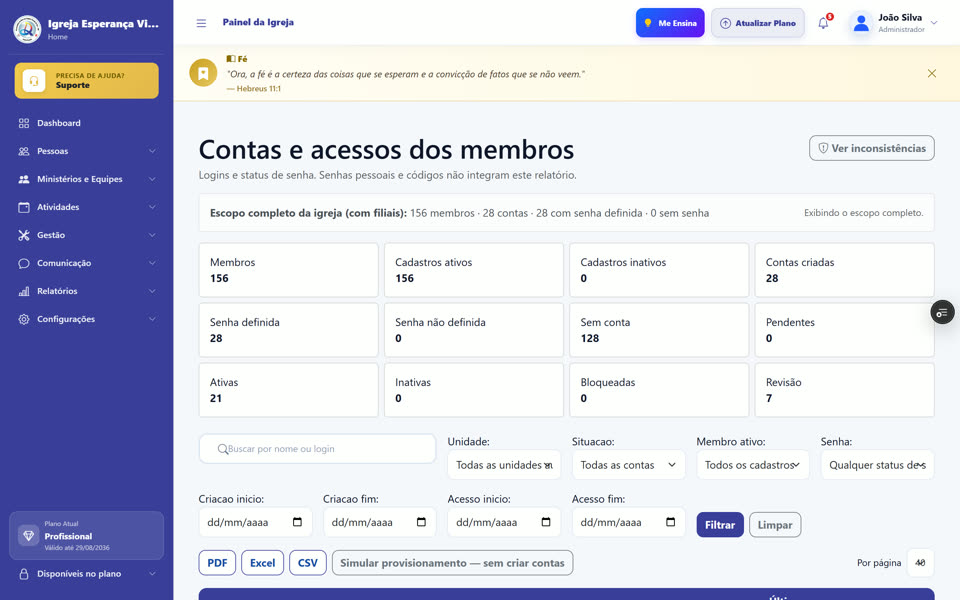 Igreja Esperança Vi...
Home
PRECISA DE AJUDA?
Suporte
Dashboard
Pessoas
Ministérios e Equipes
Atividades
Gestão
Comunicação
Relatórios
Configurações
Plano Atual
Profissional
Válido até 29/08/2036
Disponíveis no plano
Painel da Igreja
Me Ensina
Atualizar Plano
João Silva
Administrador
Fé
"Ora, a fé é a certeza das coisas que se esperam e a convicção de fatos que se não veem."
— Hebreus 11:1
Contas e acessos dos membros
Ver inconsistências
Logins e status de senha. Senhas pessoais e códigos não integram este relatório.
Escopo completo da igreja (com filiais): 156 membros · 28 contas · 28 com senha definida · 0 sem senha
Exibindo o escopo completo.
Membros
156
Cadastros ativos
156
Cadastros inativos
0
Contas criadas
28
Senha definida
28
Senha não definida
0
Sem conta
128
Pendentes
0
Ativas
21
Inativas
0
Bloqueadas
0
Revisão
7
Buscar por nome ou login
Unidade:
Todas as unidades
Situacao:
Todas as contas
Membro ativo:
Todos os cadastros
Senha:
Qualquer status de
Criacao inicio:
dd/mm/aaaa
Criacao fim:
dd/mm/aaaa
Acesso inicio:
dd/mm/aaaa
Acesso fim:
dd/mm/aaaa
Filtrar
Limpar
PDF
Excel
CSV
Simular provisionamento — sem criar contas
Por página